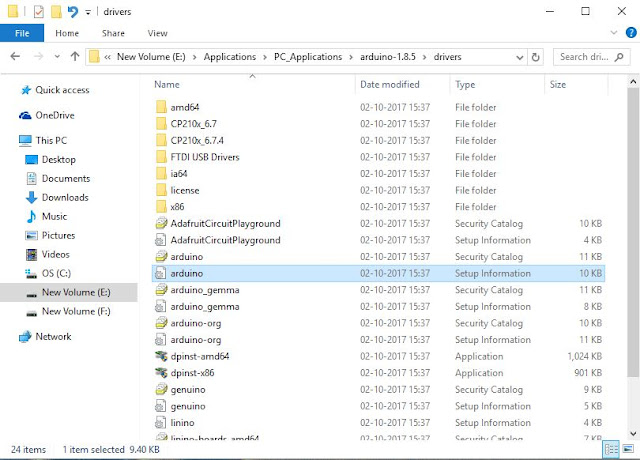 drivers
File Home Share View
New Volume (E:) Applications PC_Applications arduino-1.8.5 drivers
Search dri...
Quick access
OneDrive
This PC
Desktop
Documents
Downloads
Music
Pictures
Videos
OS (C:)
New Volume (E:)
New Volume (F:)
Network
Name Date modified Type Size
amd64 02-10-2017 15:37 File folder
CP210x_6.7 02-10-2017 15:37 File folder
CP210x_6.7.4 02-10-2017 15:37 File folder
FTDI USB Drivers 02-10-2017 15:37 File folder
ia64 02-10-2017 15:37 File folder
license 02-10-2017 15:37 File folder
x86 02-10-2017 15:37 File folder
AdafruitCircuitPlayground 02-10-2017 15:37 Security Catalog 10 KB
AdafruitCircuitPlayground 02-10-2017 15:37 Setup Information 4 KB
arduino 02-10-2017 15:37 Security Catalog 11 KB
arduino 02-10-2017 15:37 Setup Information 10 KB
arduino_gemma 02-10-2017 15:37 Security Catalog 11 KB
arduino_gemma 02-10-2017 15:37 Setup Information 8 KB
arduino-org 02-10-2017 15:37 Security Catalog 10 KB
arduino-org 02-10-2017 15:37 Setup Information 11 KB
dpinst-amd64 02-10-2017 15:37 Application 1,024 KB
dpinst-x86 02-10-2017 15:37 Application 901 KB
genuino 02-10-2017 15:37 Security Catalog 9 KB
genuino 02-10-2017 15:37 Setup Information 5 KB
linino 02-10-2017 15:37 Setup Information 4 KB
linino-boards_amd64 02-10-2017 15:37 Security Catalog 7 KB
24 items 1 item selected 9.40 KB